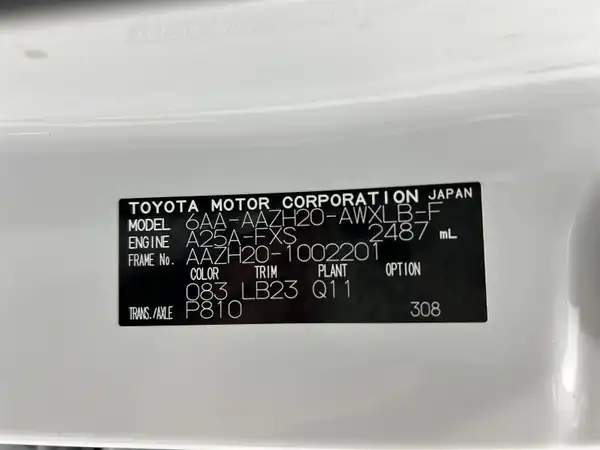 TOYOTA MOTOR CORPORATION JAPAN
MODEL 6AA-AAZH20-AWXLB-F
ENGINE A25A-FXS 2487 mL
FRAME No. AAZH20-1002201
COLOR TRIM PLANT OPTION
083 LB23 Q11
TRANS./AXLE P810 308